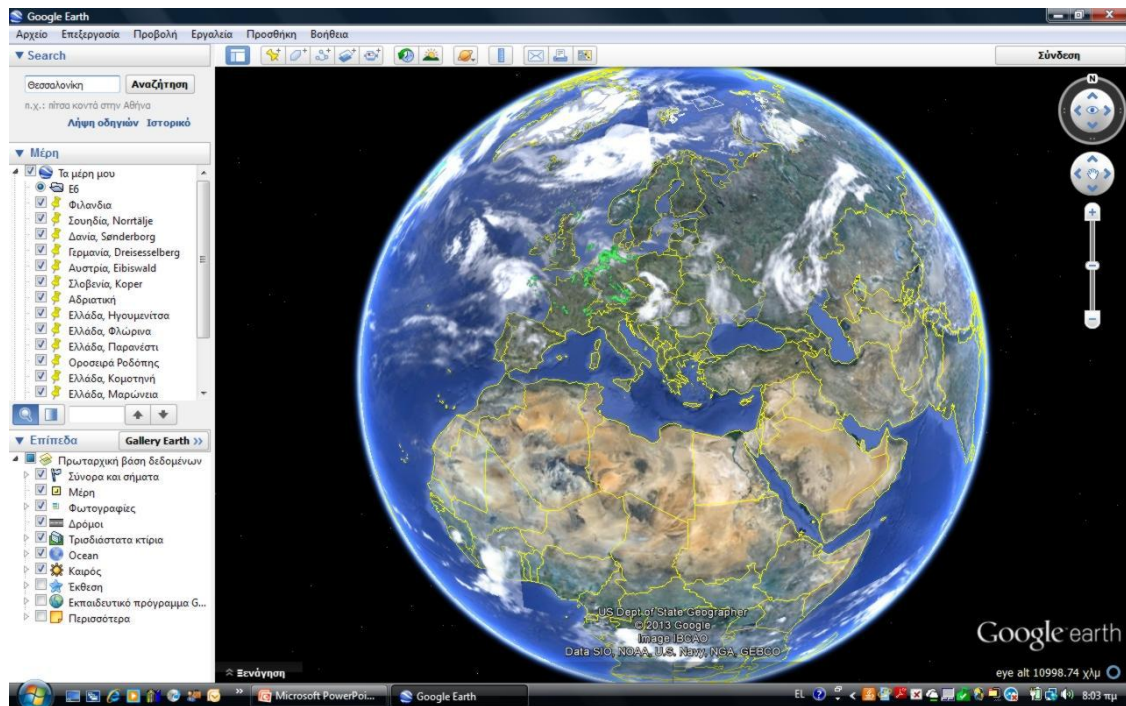 Google Earth
Αρχείο Επεξεργασία Προβολή Εργαλεία Προσθήκη Βοήθεια
Search
Σύνδεση
Θεσσαλονίκη Αναζήτηση
π.χ.: πίτσα κοντά στην Αθήνα
Λήψη οδηγιών Ιστορικό
N
Μέρη
Τα μέρη μου
Ε6
Φιλανδια
Σουηδία, Norrtälje
Δανία, Sønderborg
Γερμανία, Dreisesselberg
Αυστρία, Eibiswald
Σλοβενία, Koper
Αδριατική
Ελλάδα, Ηγουμενίτσα
Ελλάδα, Φλώρινα
Ελλάδα, Παρανέστι
Οροσειρά Ροδόπης
Ελλάδα, Κομοτηνή
Ελλάδα, Μαρώνεια
Επίπεδα Gallery Earth >>
Πρωταρχική βάση δεδομένων
Σύνορα και σήματα
Μέρη
Φωτογραφίες
Δρόμοι
Τρισδιάστατα κτίρια
Ocean
Καιρός
Έκθεση
Εκπαιδευτικό πρόγραμμα G...
Περισσότερα
US Dept of State Geographer
© 2013 Google
Image IBCAO
Data SIO, NOAA, U.S. Navy, NGA, GEBCO
Google earth
Ξενάγηση
eye alt 10998.74 χλμ
Microsoft PowerPoi...
Google Earth
EL
8:03 πμ